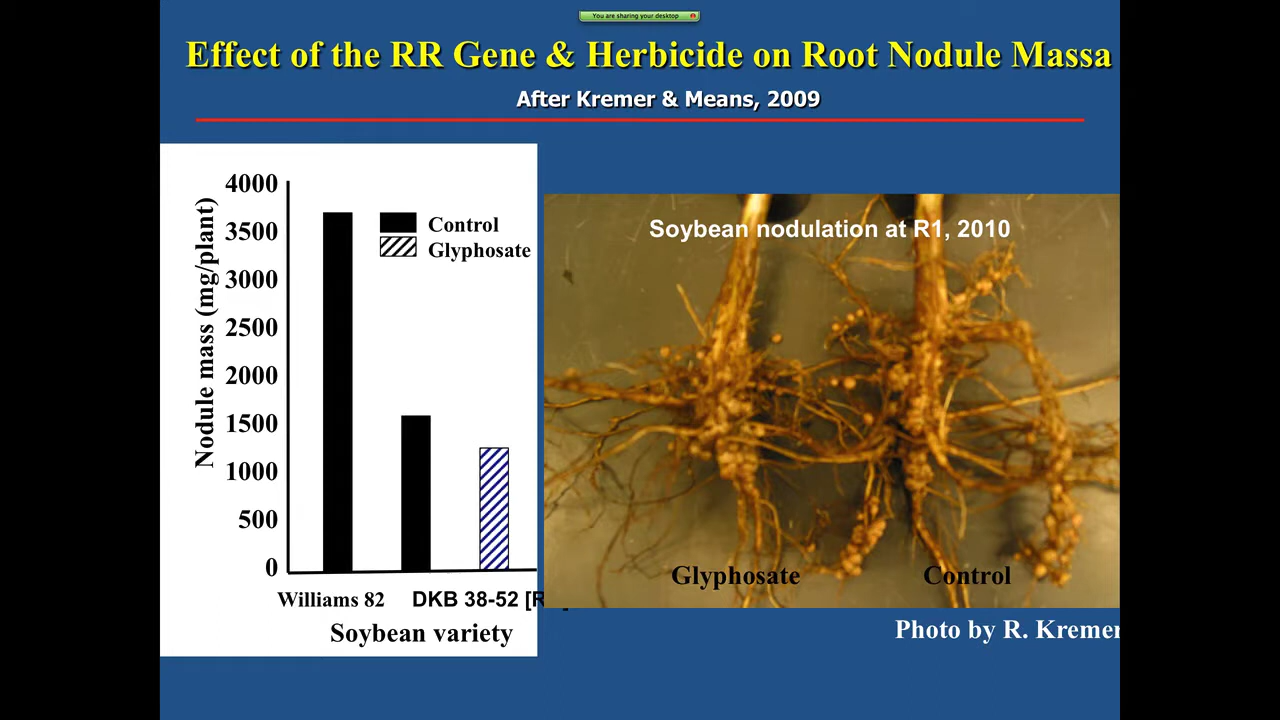 You are sharing your desktop
Effect of the RR Gene & Herbicide on Root Nodule Massa
After Kremer & Means, 2009
Nodule mass (mg/plant)
4000
3500
3000
2500
2000
1500
1000
500
0
Control
Glyphosate
Williams 82
DKB 38-52 [R
]
Soybean variety
Soybean nodulation at R1, 2010
Glyphosate
Control
Photo by R. Kremer